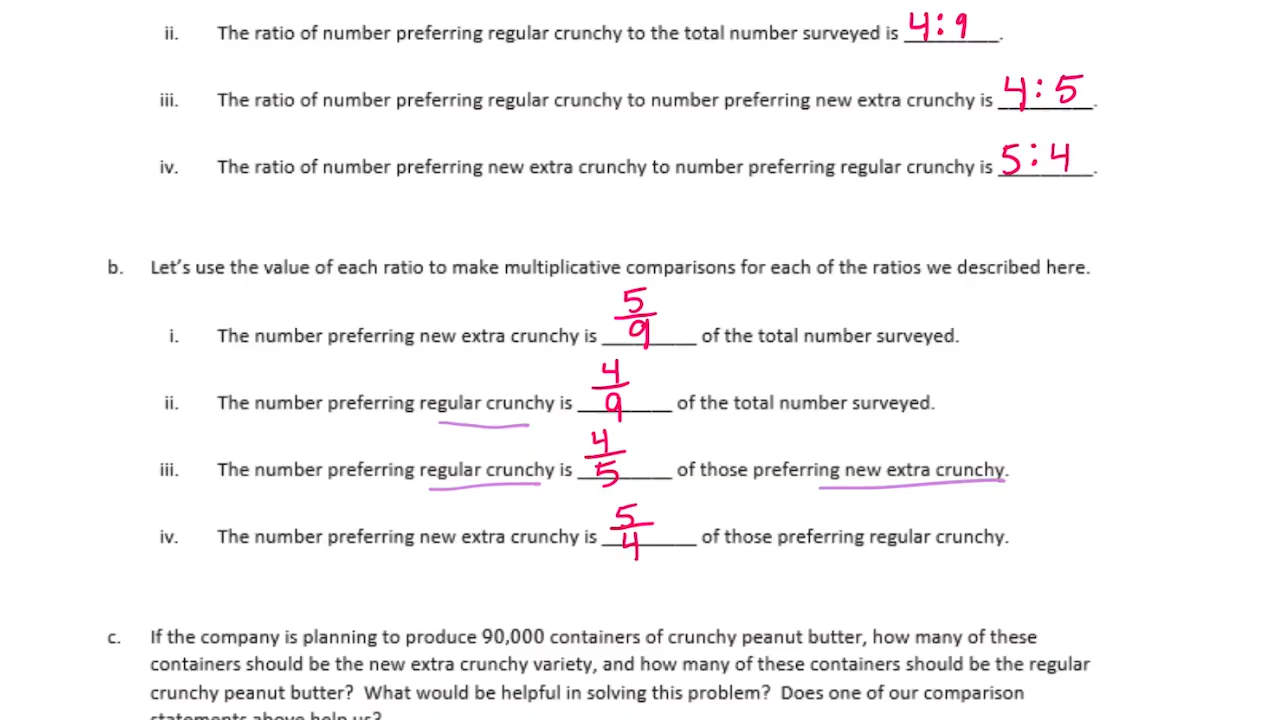 ii. The ratio of number preferring regular crunchy to the total number surveyed is 4:9.
iii. The ratio of number preferring regular crunchy to number preferring new extra crunchy is 4:5.
iv. The ratio of number preferring new extra crunchy to number preferring regular crunchy is 5:4.
b. Let's use the value of each ratio to make multiplicative comparisons for each of the ratios we described here.
i. The number preferring new extra crunchy is 5/9 of the total number surveyed.
ii. The number preferring regular crunchy is 4/9 of the total number surveyed.
iii. The number preferring regular crunchy is 4/5 of those preferring new extra crunchy.
iv. The number preferring new extra crunchy is 5/4 of those preferring regular crunchy.
c. If the company is planning to produce 90,000 containers of crunchy peanut butter, how many of these
containers should be the new extra crunchy variety, and how many of these containers should be the regular
crunchy peanut butter? What would be helpful in solving this problem? Does one of our comparison
statements above help us?